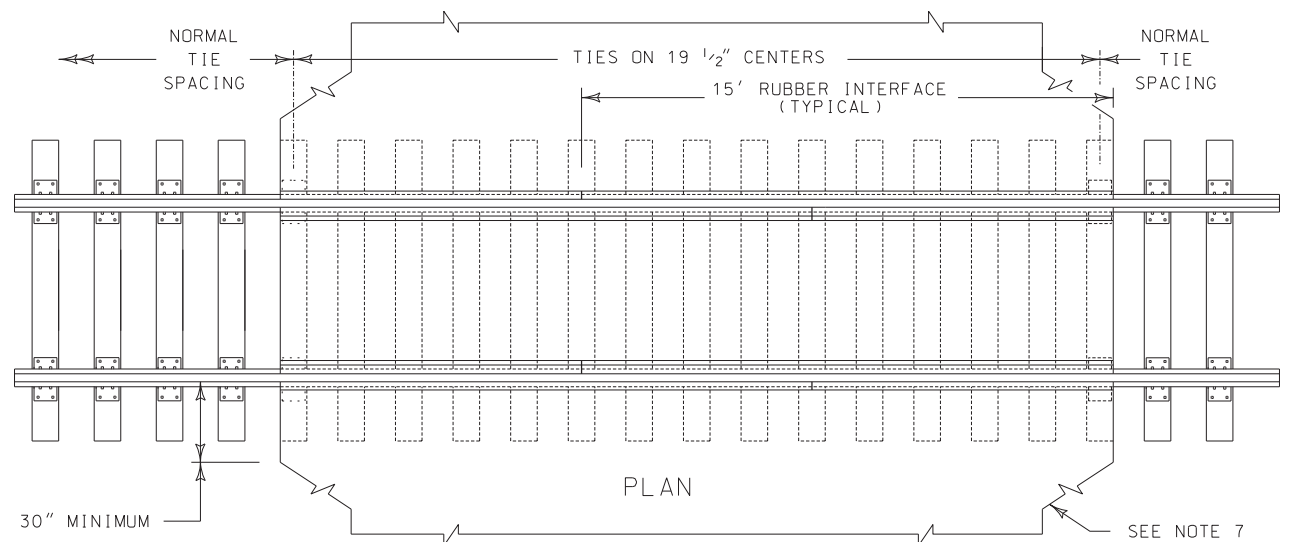 NORMAL
TIE
SPACING
TIES ON 19 1/2" CENTERS
NORMAL
TIE
SPACING
15' RUBBER INTERFACE
(TYPICAL)
PLAN
30" MINIMUM
SEE NOTE 7